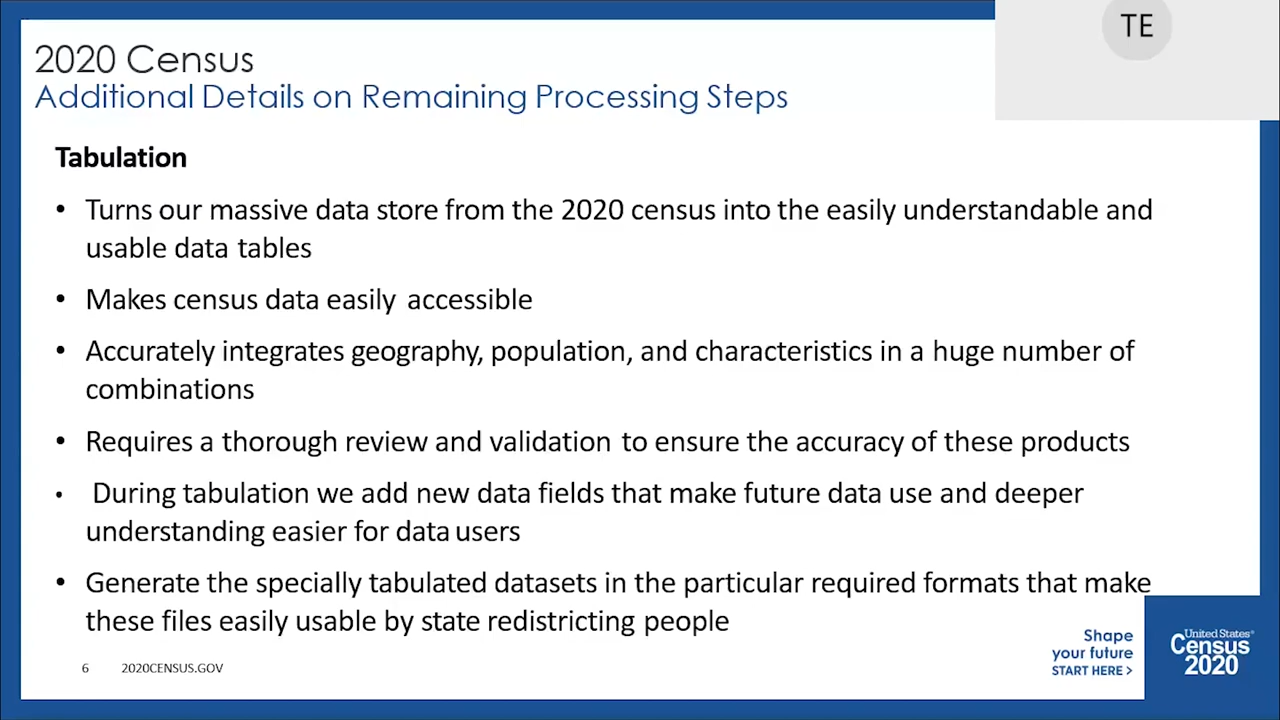 TE
2020 Census
Additional Details on Remaining Processing Steps
Tabulation
• Turns our massive data store from the 2020 census into the easily understandable and
usable data tables
• Makes census data easily accessible
• Accurately integrates geography, population, and characteristics in a huge number of
combinations
• Requires a thorough review and validation to ensure the accuracy of these products
• During tabulation we add new data fields that make future data use and deeper
understanding easier for data users
• Generate the specially tabulated datasets in the particular required formats that make
these files easily usable by state redistricting people
6 2020CENSUS.GOV
Shape
your future
START HERE >
United States®
Census
2020